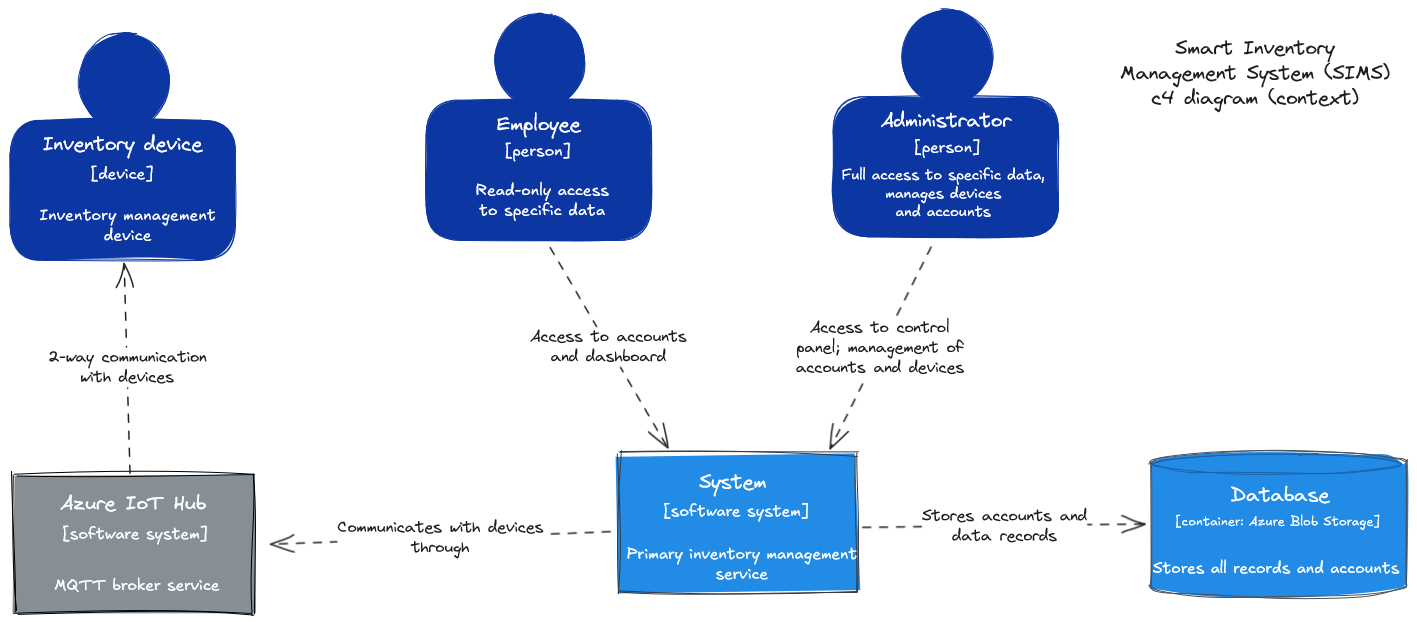 Smart Inventory
Management System (SIMS)
c4 diagram (context)
Inventory device
[device]
Inventory management
device
Employee
[person]
Read-only access
to specific data
Administrator
[person]
Full access to specific data,
manages devices
and accounts
2-way communication
with devices
Access to accounts
and dashboard
Access to control
panel; management of
accounts and devices
Azure IoT Hub
[software system]
MQTT broker service
Communicates with devices
through
System
[software system]
Primary inventory management
service
Stores accounts and
data records
Database
[container: Azure Blob Storage]
Stores all records and accounts